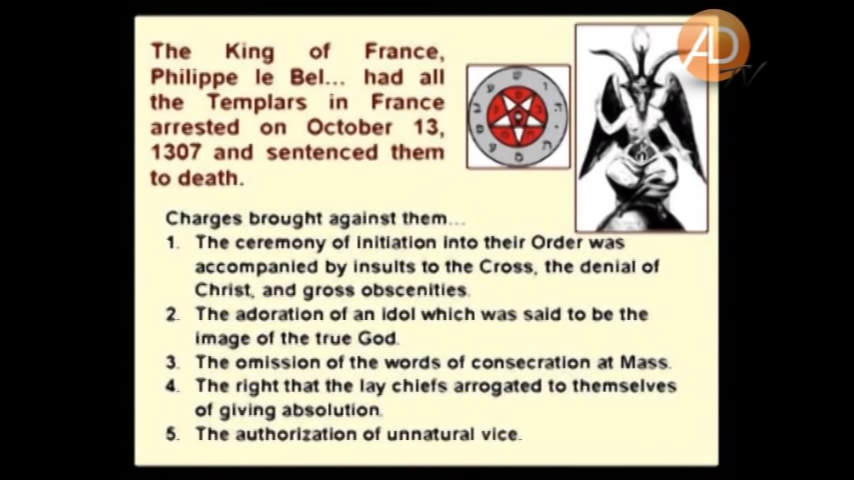 The King of France,
Philippe le Bel... had all
the Templars in France
arrested on October 13,
1307 and sentenced them
to death.
AD
TV
Charges brought against them...
1. The ceremony of initiation into their Order was
accompanied by insults to the Cross, the denial of
Christ, and gross obscenities.
2. The adoration of an idol which was said to be the
image of the true God.
3. The omission of the words of consecration at Mass.
4. The right that the lay chiefs arrogated to themselves
of giving absolution.
5. The authorization of unnatural vice.